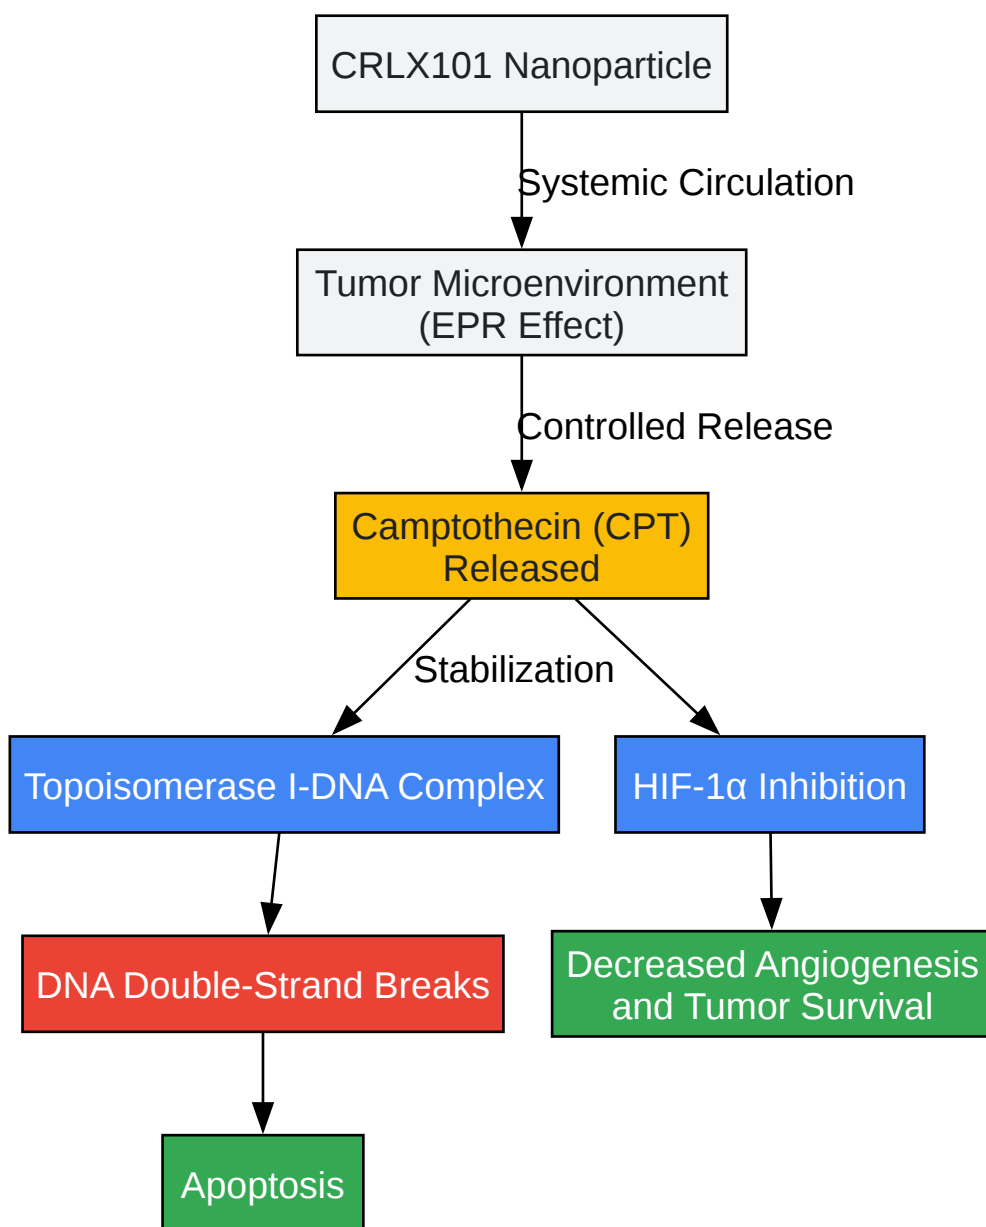 CRLX101 Nanoparticle
Systemic Circulation
Tumor Microenvironment
(EPR Effect)
Controlled Release
Camptothecin (CPT)
Released
Stabilization
Topoisomerase I-DNA Complex
HIF-1α Inhibition
DNA Double-Strand Breaks
Decreased Angiogenesis
and Tumor Survival
Apoptosis